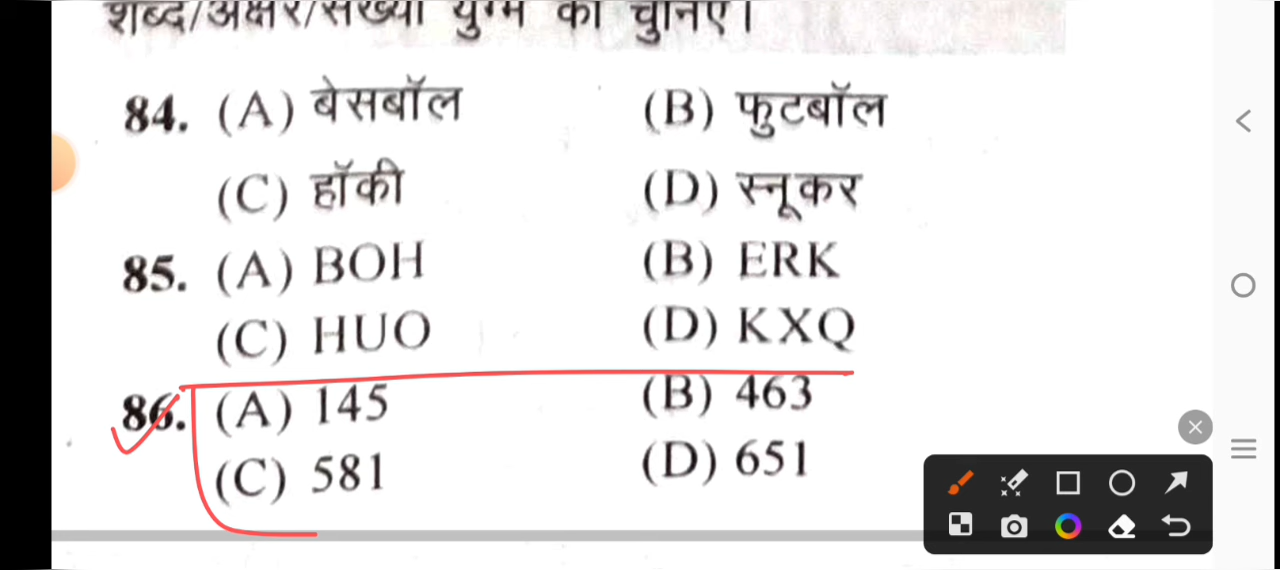 शब्द/अक्षर/संख्या युग्म को चुनिए।
84. (A) बेसबॉल (B) फुटबॉल
(C) हॉकी (D) स्नूकर
85. (A) BOH (B) ERK
(C) HUO (D) KXQ
86. (A) 145 (B) 463
(C) 581 (D) 651